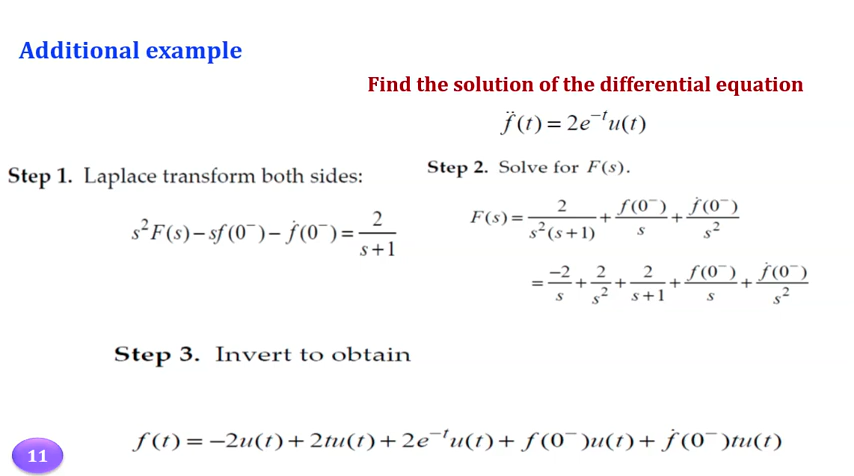 Additional example
Find the solution of the differential equation
f̈(t) = 2e⁻ᵗu(t)
Step 1. Laplace transform both sides:
s²F(s) − sf(0⁻) − ḟ(0⁻) = 2/(s+1)
Step 2. Solve for F(s).
F(s) = 2/(s²(s+1)) + f(0⁻)/s + ḟ(0⁻)/s²
= −2/s + 2/s² + 2/(s+1) + f(0⁻)/s + ḟ(0⁻)/s²
Step 3. Invert to obtain
f(t) = −2u(t) + 2tu(t) + 2e⁻ᵗu(t) + f(0⁻)u(t) + ḟ(0⁻)tu(t)
11